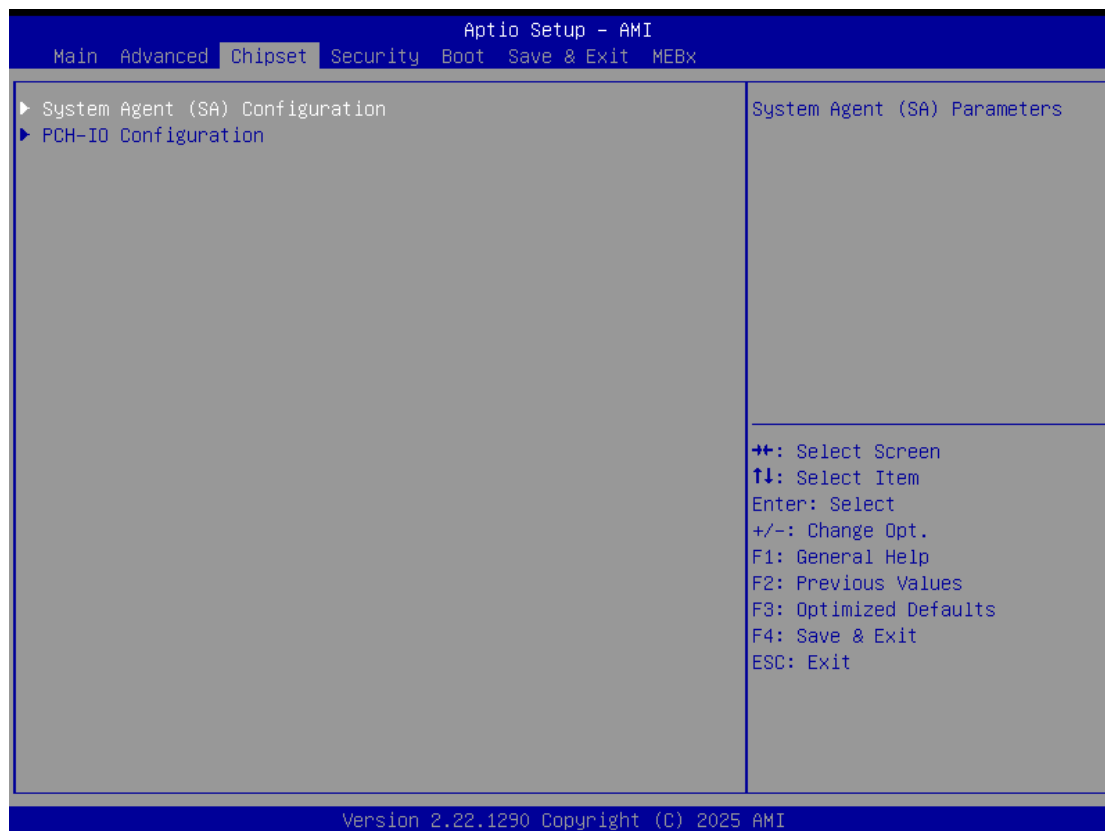 Aptio Setup – AMI
Main Advanced Chipset Security Boot Save & Exit MEBx
▶ System Agent (SA) Configuration
▶ PCH-IO Configuration
System Agent (SA) Parameters
→←: Select Screen
↑↓: Select Item
Enter: Select
+/-: Change Opt.
F1: General Help
F2: Previous Values
F3: Optimized Defaults
F4: Save & Exit
ESC: Exit
Version 2.22.1290 Copyright (C) 2025 AMI